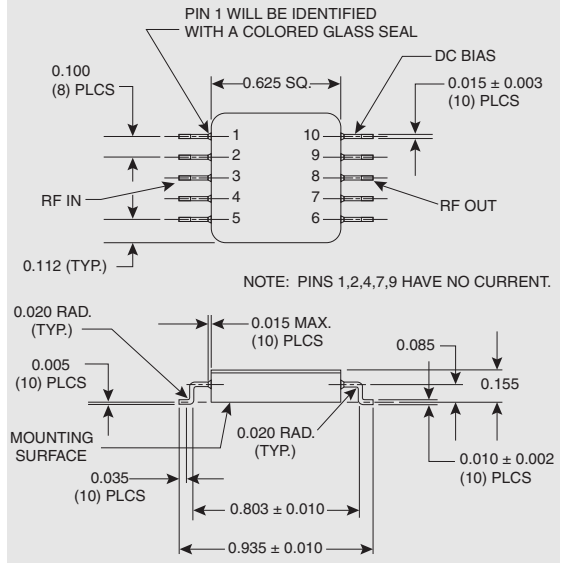 PIN 1 WILL BE IDENTIFIED
WITH A COLORED GLASS SEAL
DC BIAS
0.100
(8) PLCS
0.625 SQ.
0.015 ± 0.003
(10) PLCS
1
10
2
9
3
8
RF IN
4
7
RF OUT
5
6
0.112 (TYP.)
NOTE: PINS 1,2,4,7,9 HAVE NO CURRENT.
0.020 RAD.
(TYP.)
0.015 MAX.
(10) PLCS
0.085
0.005
(10) PLCS
0.155
MOUNTING
SURFACE
0.020 RAD.
(TYP.)
0.010 ± 0.002
(10) PLCS
0.035
(10) PLCS
0.803 ± 0.010
0.935 ± 0.010